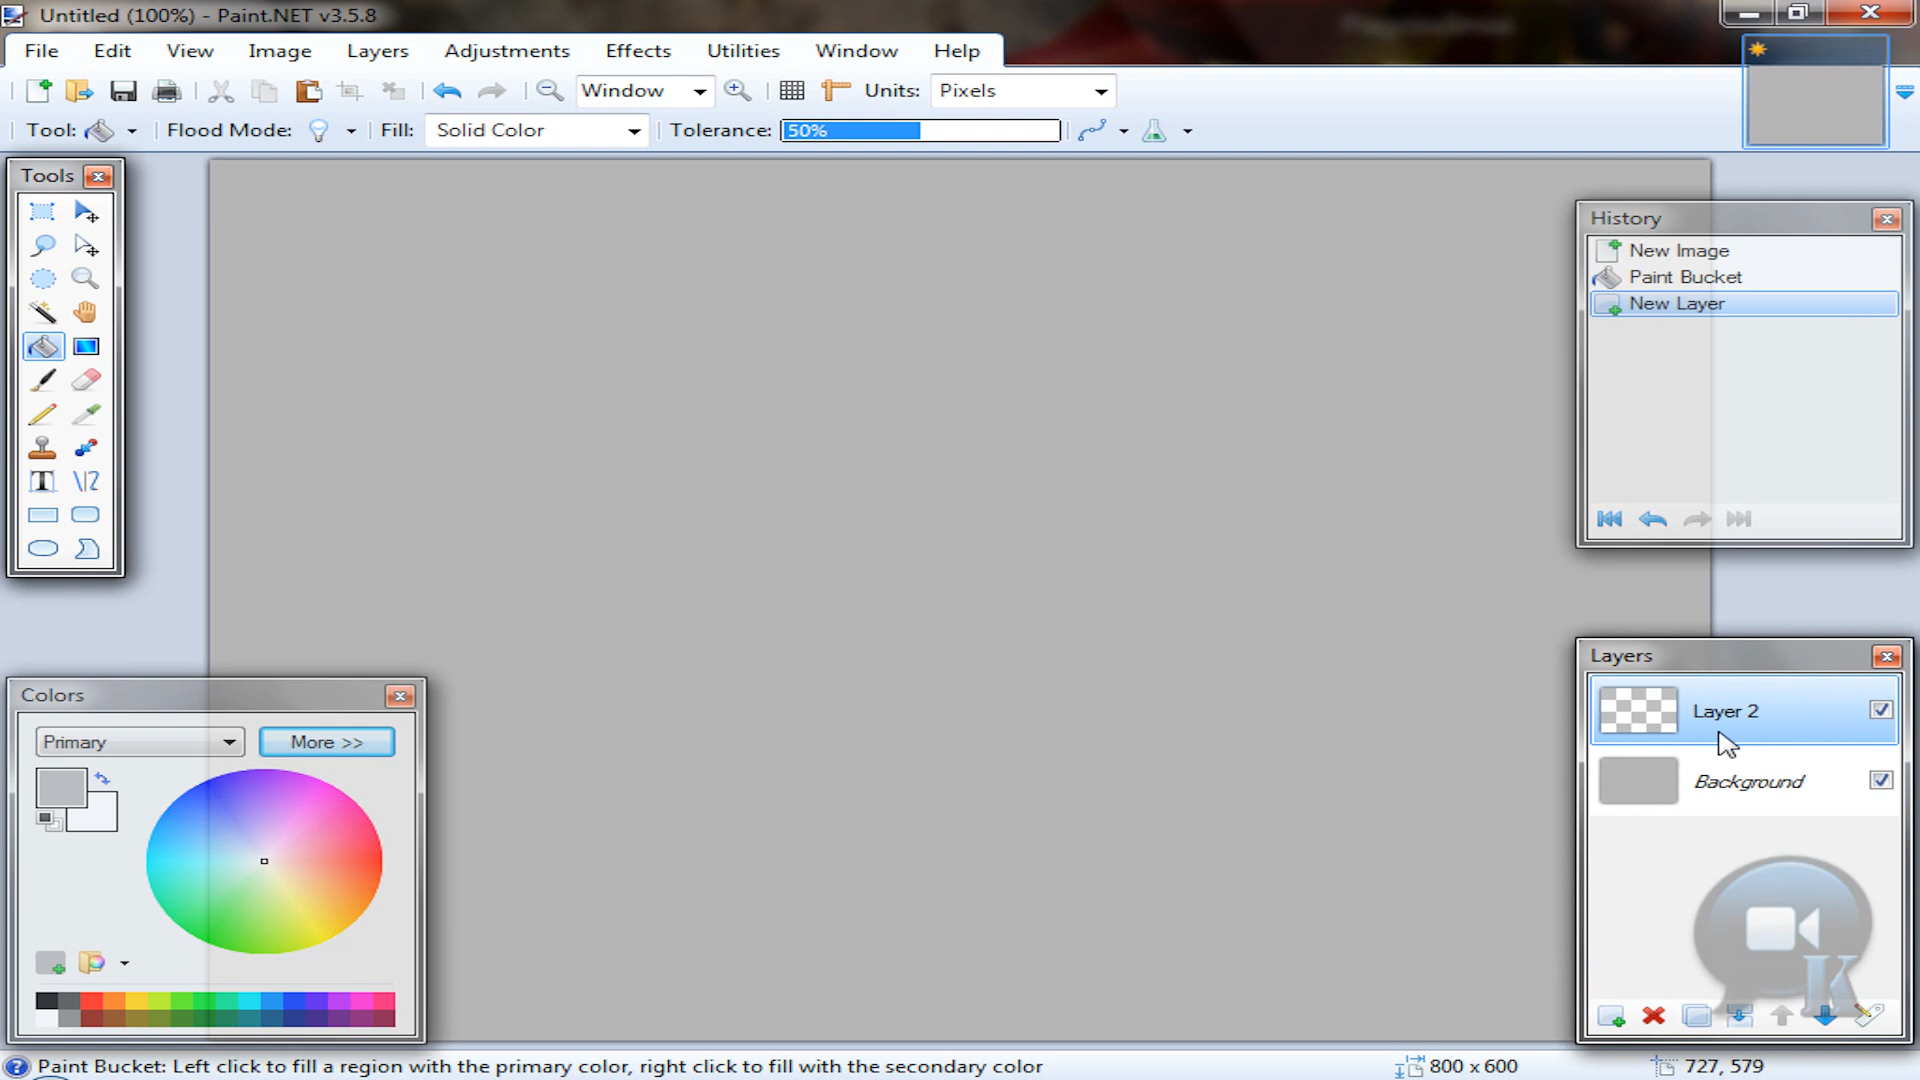 Untitled (100%) - Paint.NET v3.5.8
File Edit View Image Layers Adjustments Effects Utilities Window Help
Window Units: Pixels
Tool: Flood Mode: Fill: Solid Color Tolerance: 50%
Tools
History
New Image
Paint Bucket
New Layer
Layers
Layer 2
Background
K
Colors
Primary More >>
Paint Bucket: Left click to fill a region with the primary color, right click to fill with the secondary color 800 x 600 727, 579